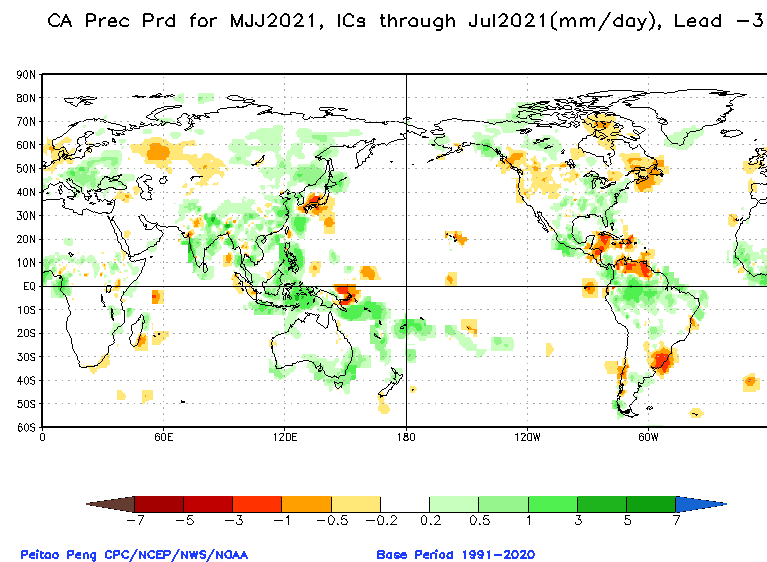 CA Prec Prd for MJJ2021, ICs through Jul2021(mm/day), Lead -3
90N
80N
70N
60N
50N
40N
30N
20N
10N
EQ
10S
20S
30S
40S
50S
60S
0 60E 120E 180 120W 60W
-7 -5 -3 -1 -0.5 -0.2 0.2 0.5 1 3 5 7
Peitao Peng CPC/NCEP/NWS/NOAA Base Period 1991-2020